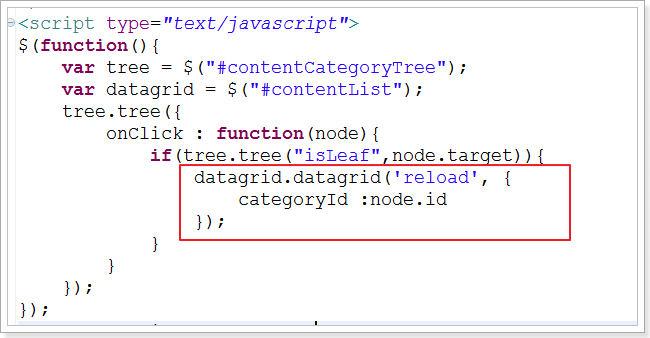 <script type="text/javascript">
$(function(){
    var tree = $("#contentCategoryTree");
    var datagrid = $("#contentList");
    tree.tree({
        onClick : function(node){
            if(tree.tree("isLeaf",node.target)){
                datagrid.datagrid('reload', {
                    categoryId :node.id
                });
            }
        }
    });
});